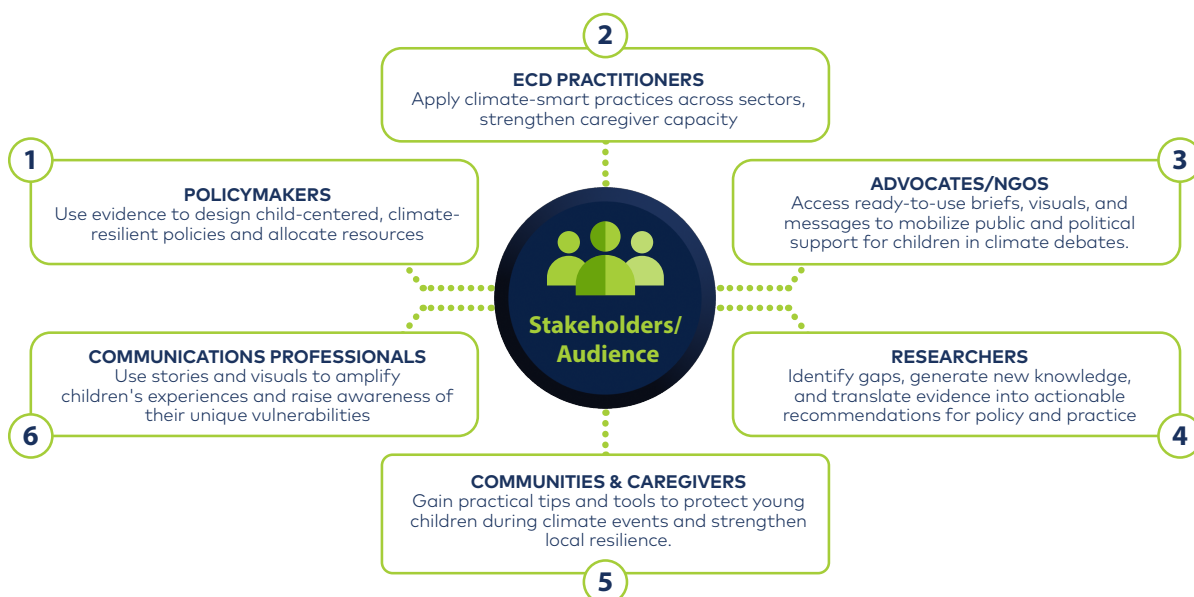 1
POLICYMAKERS
Use evidence to design child-centered, climate-
resilient policies and allocate resources
2
ECD PRACTITIONERS
Apply climate-smart practices across sectors,
strengthen caregiver capacity
3
ADVOCATES/NGOS
Access ready-to-use briefs, visuals, and
messages to mobilize public and political
support for children in climate debates.
Stakeholders/
Audience
RESEARCHERS
Identify gaps, generate new knowledge,
and translate evidence into actionable
recommendations for policy and practice
4
COMMUNITIES & CAREGIVERS
Gain practical tips and tools to protect young
children during climate events and strengthen
local resilience.
5
COMMUNICATIONS PROFESSIONALS
Use stories and visuals to amplify
children's experiences and raise awareness of
their unique vulnerabilities
6